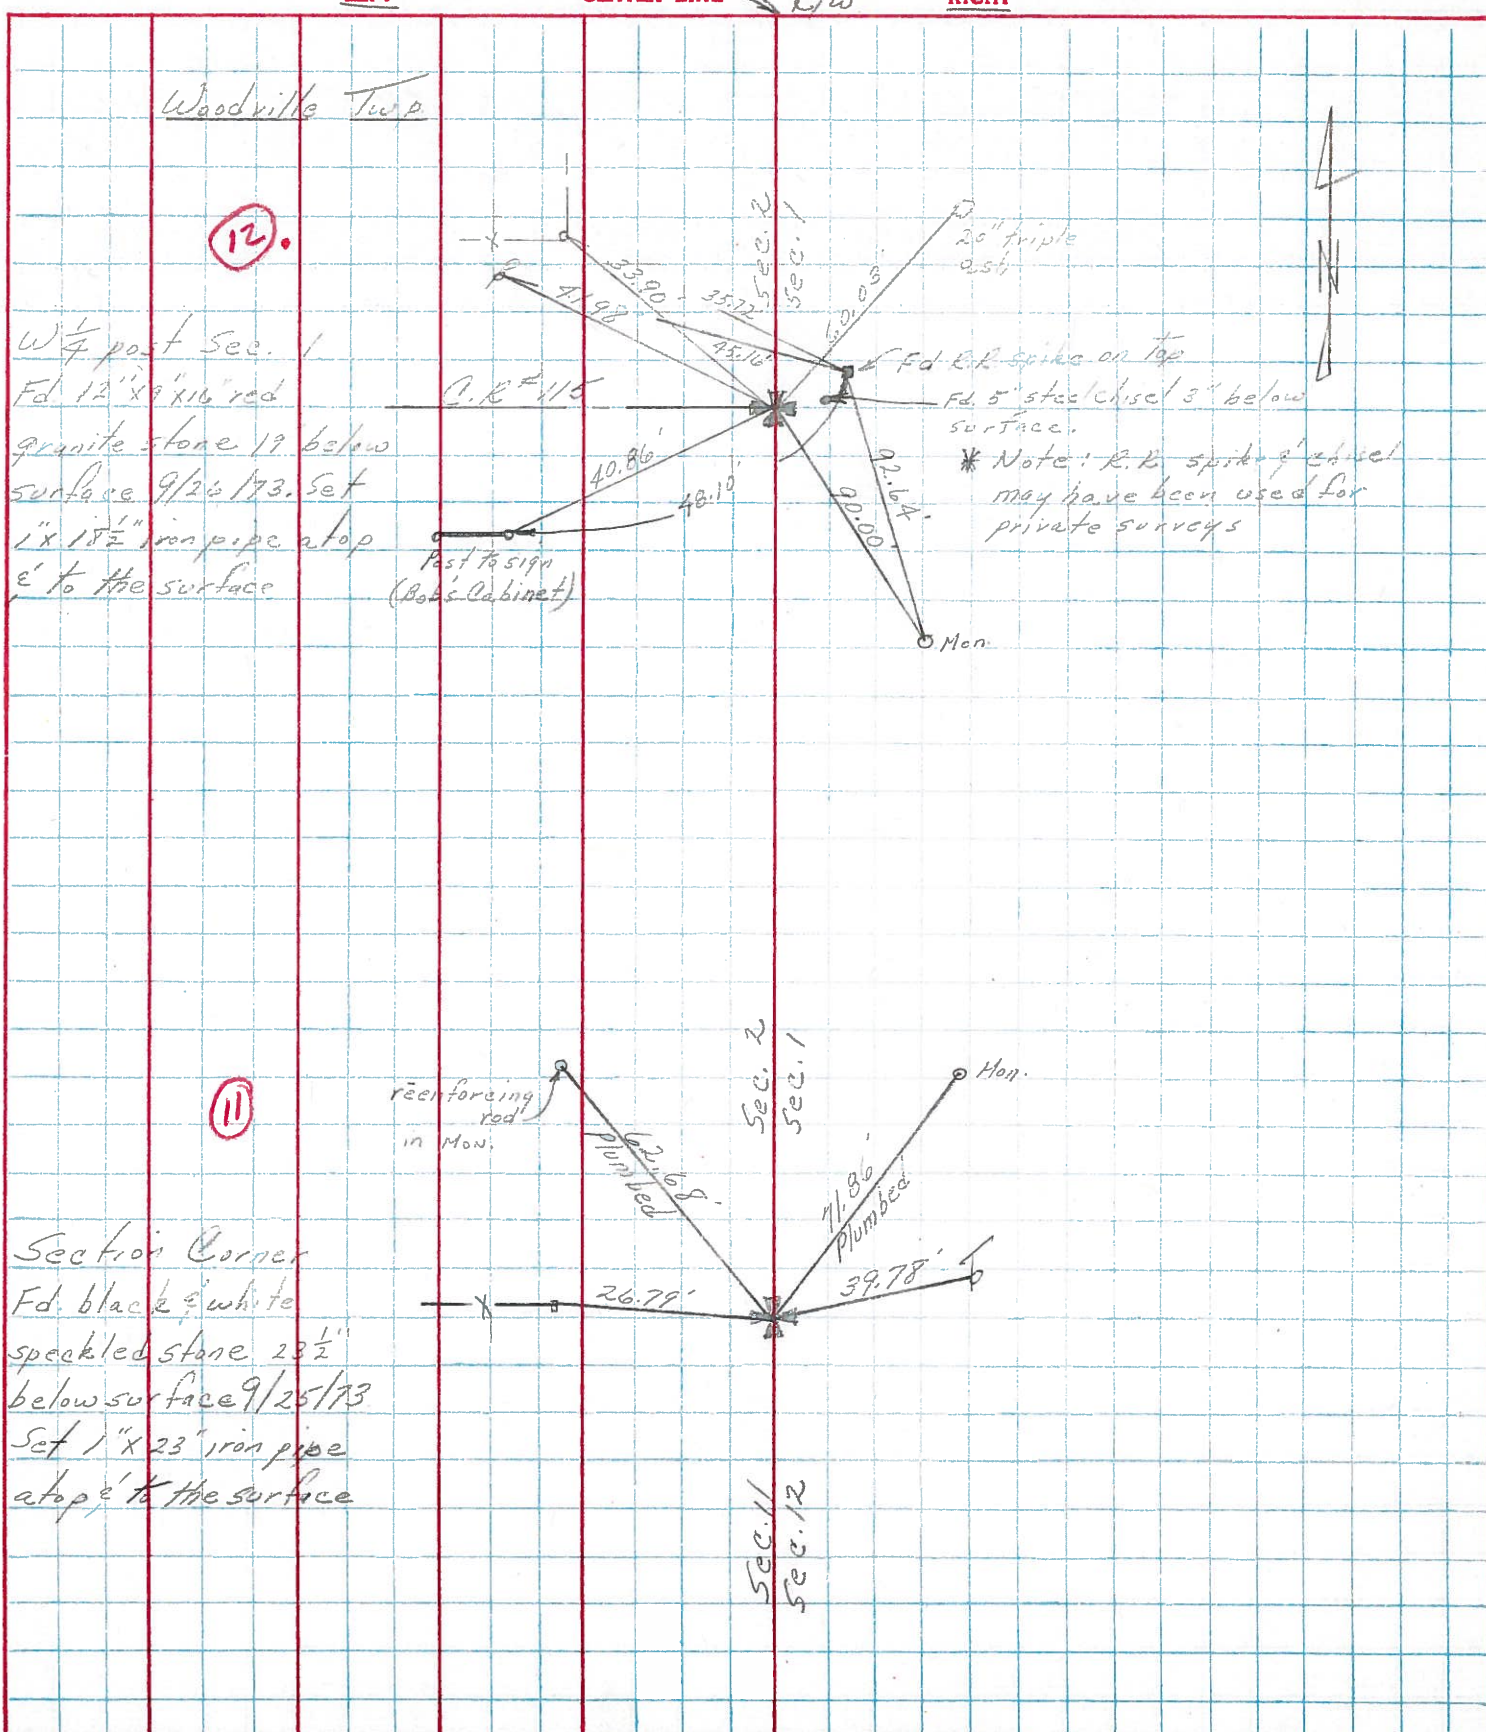 CENTER LINE
R/W
RIGHT
Woodville Twp.
12.
Sec. 2
Sec. 1
20" triple
ash
33.90
41.98
35.72
45.16'
60.03'
W 1/4 post Sec. 1
Fd. 12"x9"x16" red
granite stone 19" below
surface 9/26/73. Set
1"x 18 1/2" iron pipe atop
& to the surface
C.R. #115
Fd R.R. spike on top
Fd. 5" steel chisel 3" below
surface.
* Note: R.R. spike & chisel
may have been used for
private surveys
40.86'
48.10'
92.64'
90.00'
Post to sign
(Bob's Cabinet)
Mon.
11
Sec. 2
Sec. 1
reenforcing
rod
in Mon.
Mon.
62.68'
plumbed
71.86'
Plumbed
39.78'
26.79'
Section Corner
Fd. black & white
speckled stone 23 1/2"
below surface 9/25/73
Set 1"x 23" iron pipe
atop & to the surface
Sec. 11
Sec. 12